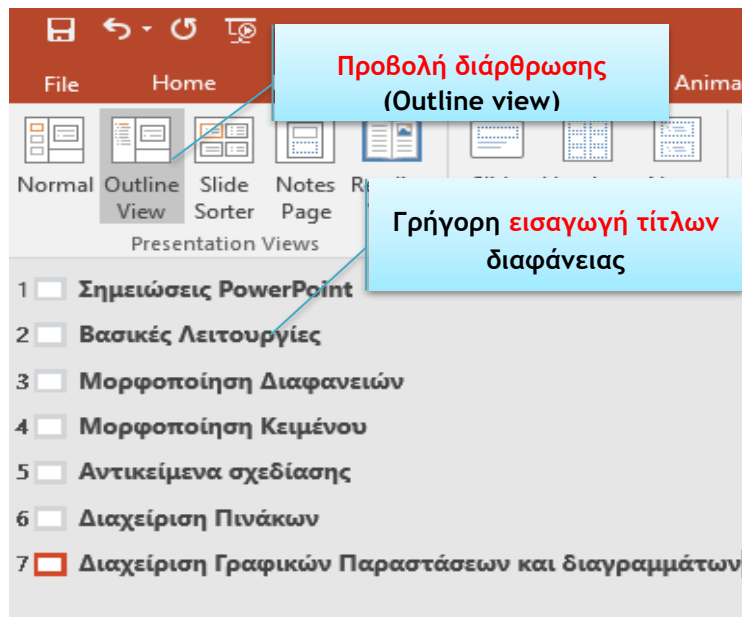 Προβολή διάρθρωσης
(Outline view)
File Home Anima
Normal Outline View Slide Sorter Notes Page
Presentation Views
Γρήγορη εισαγωγή τίτλων
διαφάνειας
1 Σημειώσεις PowerPoint
2 Βασικές Λειτουργίες
3 Μορφοποίηση Διαφανειών
4 Μορφοποίηση Κειμένου
5 Αντικείμενα σχεδίασης
6 Διαχείριση Πινάκων
7 Διαχείριση Γραφικών Παραστάσεων και διαγραμμάτων